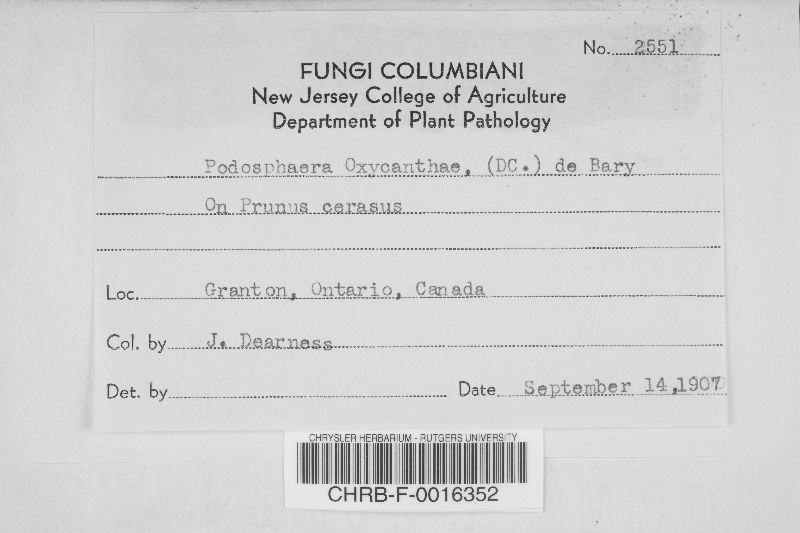 No. 2551
FUNGI COLUMBIANI
New Jersey College of Agriculture
Department of Plant Pathology
Podosphaera Oxycanthae, (DC.) de Bary
On Prunus cerasus
Loc. Granton, Ontario, Canada
Col. by J. Dearness
Det. by Date September 14, 1907
CHRYSLER HERBARIUM - RUTGERS UNIVERSITY
CHRB-F-0016352